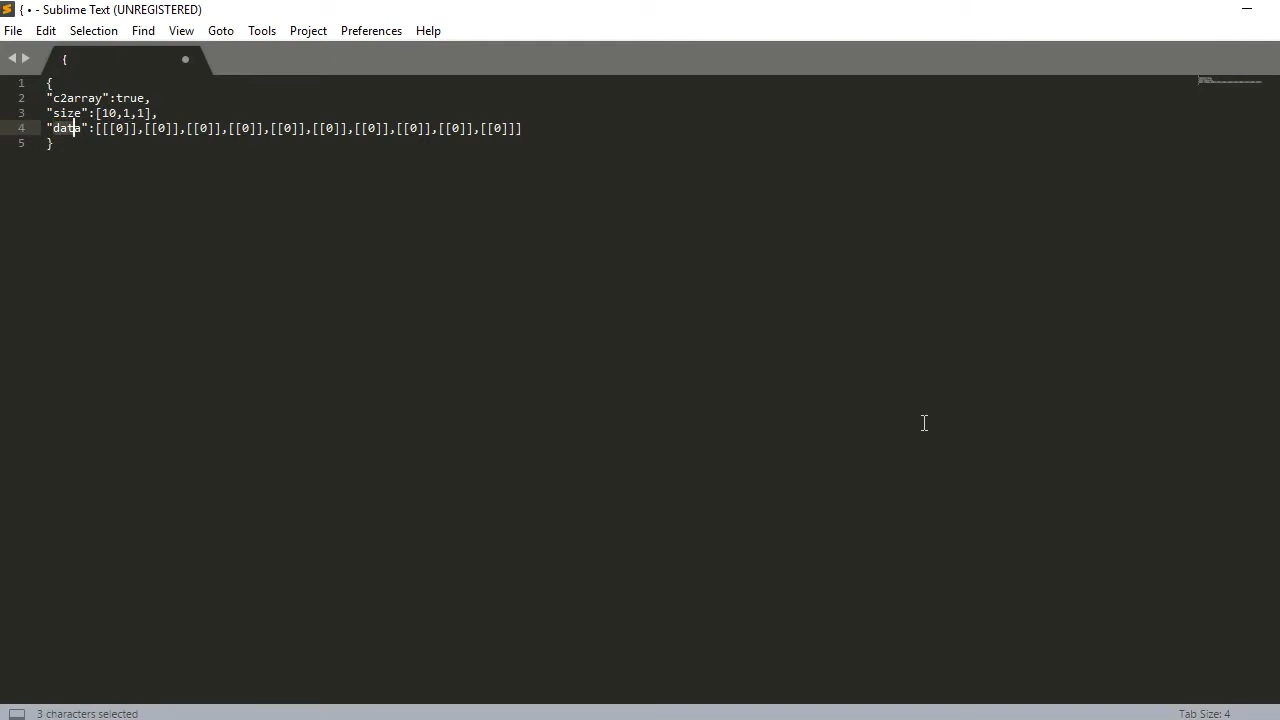 { • - Sublime Text (UNREGISTERED)
File Edit Selection Find View Goto Tools Project Preferences Help
{
1 {
2 "c2array":true,
3 "size":[10,1,1],
4 "data":[[[0]],[[0]],[[0]],[[0]],[[0]],[[0]],[[0]],[[0]],[[0]],[[0]]]
5 }
3 characters selected
Tab Size: 4